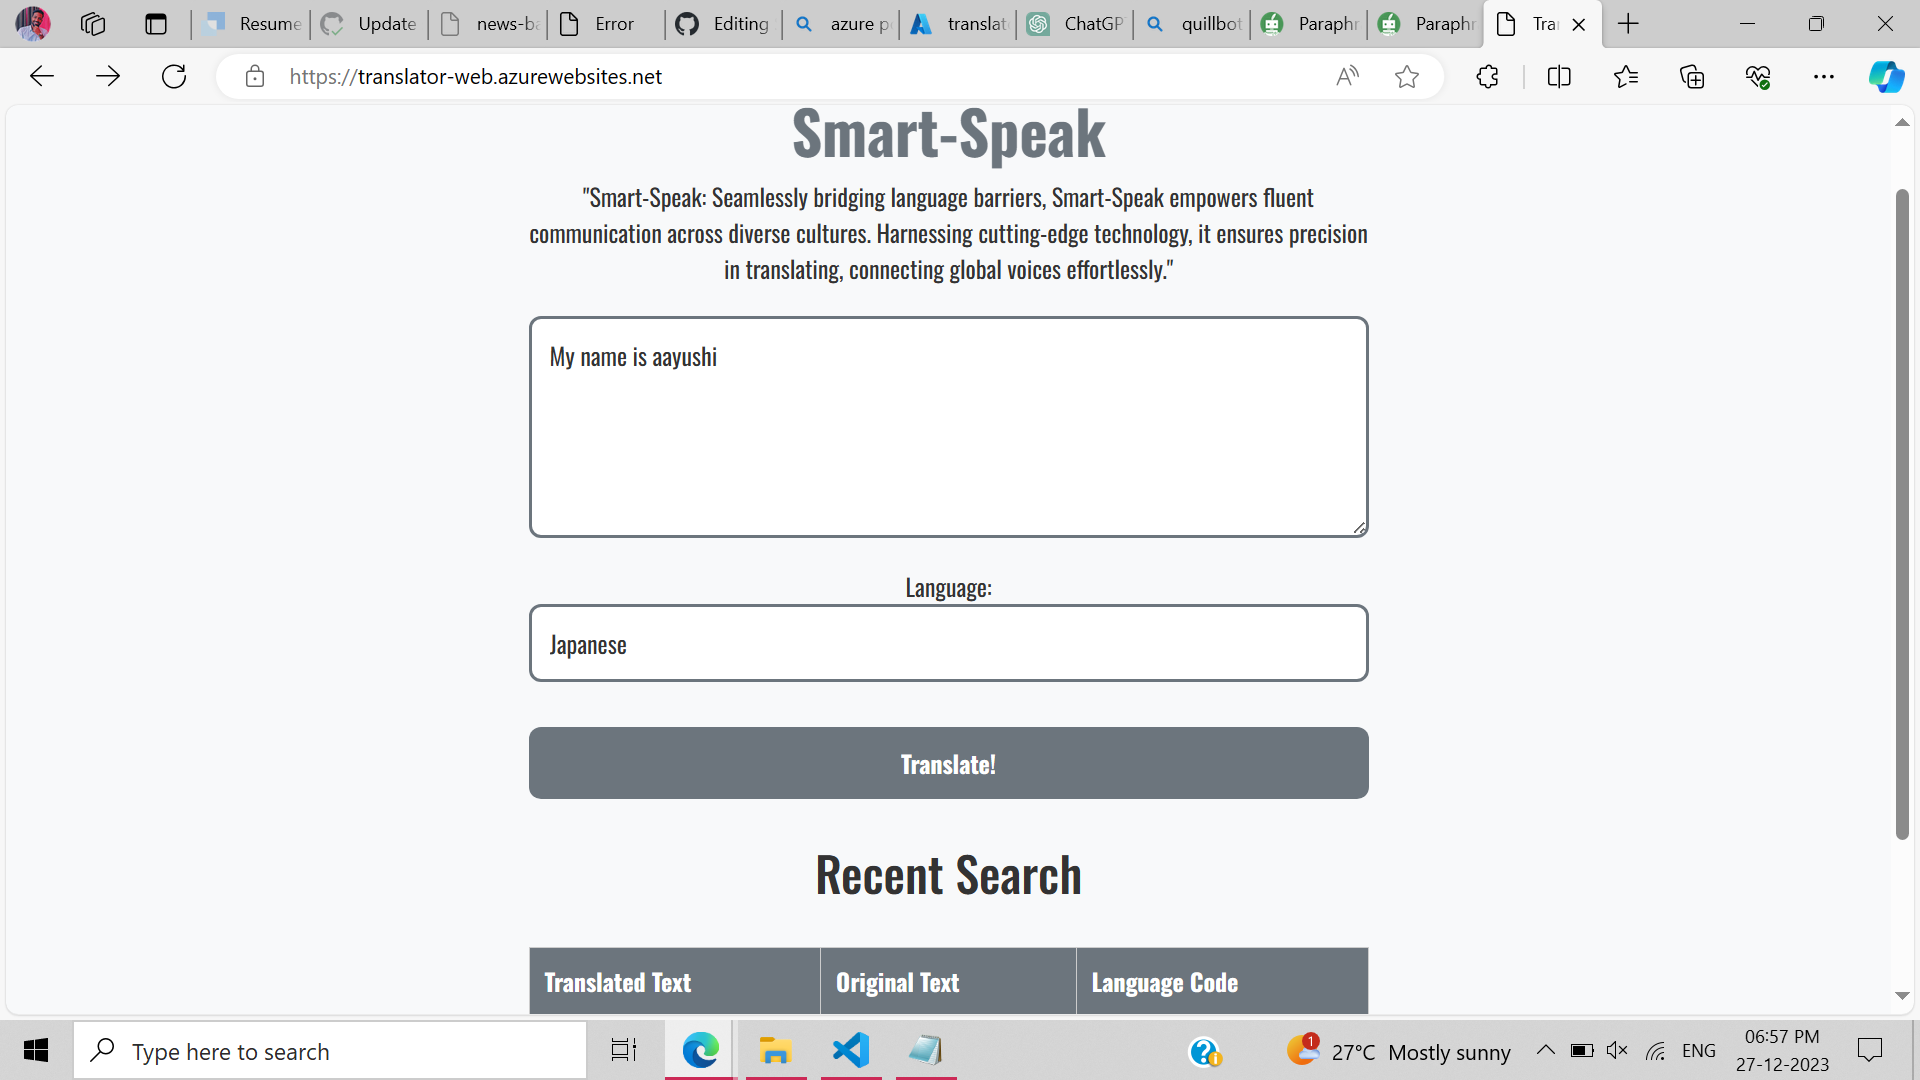 Resume
Update
news-ba
Error
Editing
azure p
translat
ChatGP
quillbot
Paraphr
Paraphr
Tra
https://translator-web.azurewebsites.net
Smart-Speak
"Smart-Speak: Seamlessly bridging language barriers, Smart-Speak empowers fluent
communication across diverse cultures. Harnessing cutting-edge technology, it ensures precision
in translating, connecting global voices effortlessly."
My name is aayushi
Language:
Japanese
Translate!
Recent Search
Translated Text Original Text Language Code
Type here to search
1
27°C Mostly sunny
ENG
06:57 PM
27-12-2023